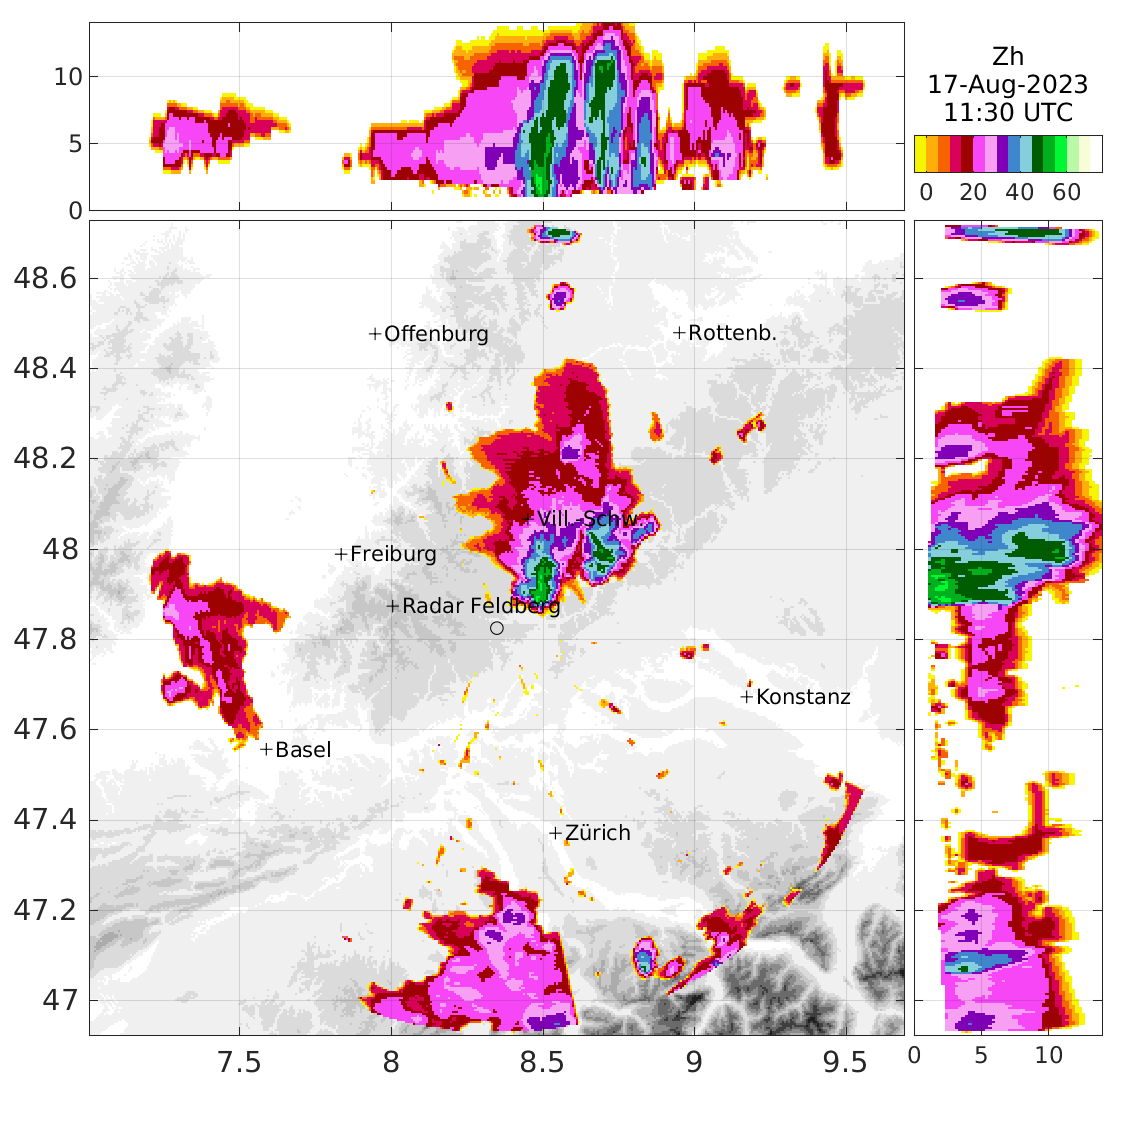 10
5
0
Zh
17-Aug-2023
11:30 UTC
0 20 40 60
48.6
48.4
48.2
48
47.8
47.6
47.4
47.2
47
+Offenburg
+Rottenb.
Vill.-Schw.
+Freiburg
+Radar Feldberg
+Konstanz
+Basel
+Zürich
7.5 8 8.5 9 9.5
0 5 10